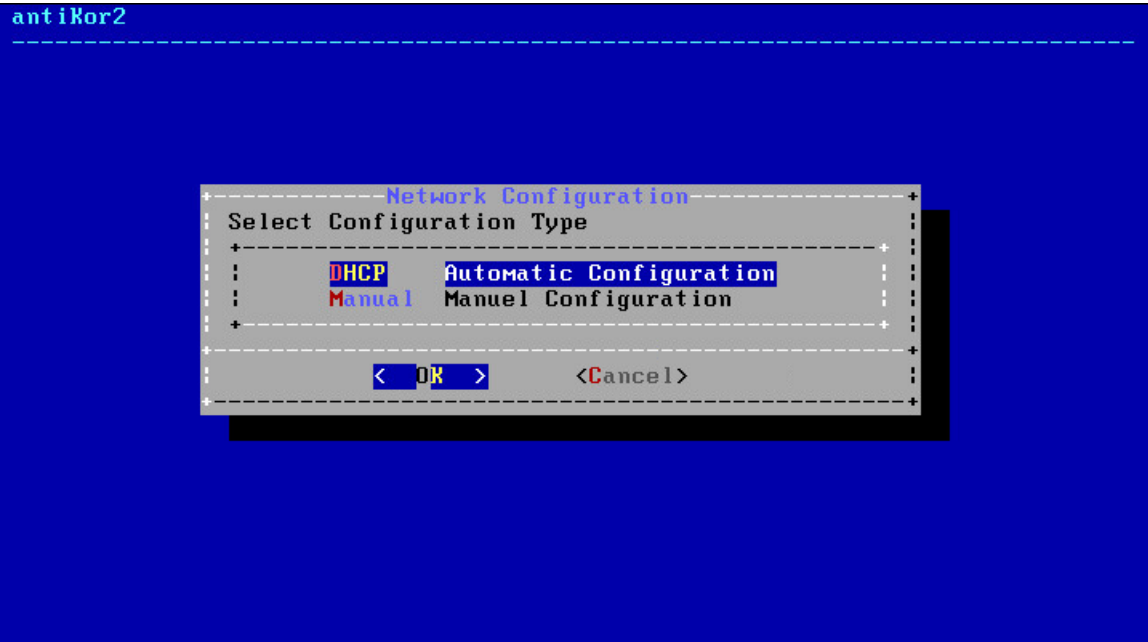 antiKor2
Network Configuration
Select Configuration Type
DHCP Automatic Configuration
Manual Manuel Configuration
< OK > <Cancel>